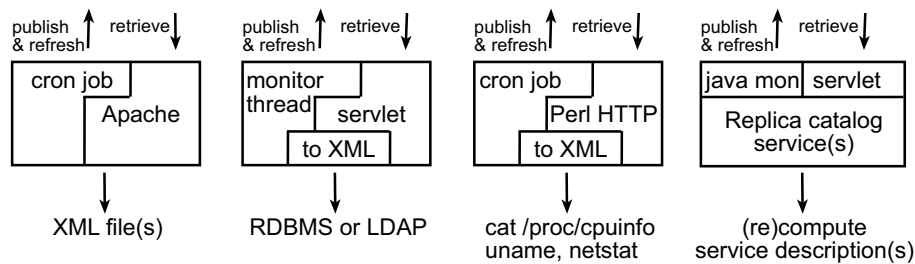 publish
& refresh
retrieve
cron job
Apache
XML file(s)
publish
& refresh
retrieve
monitor
thread
servlet
to XML
RDBMS or LDAP
publish
& refresh
retrieve
cron job
Perl HTTP
to XML
cat /proc/cpuinfo
uname, netstat
publish
& refresh
retrieve
java mon
servlet
Replica catalog
service(s)
(re)compute
service description(s)